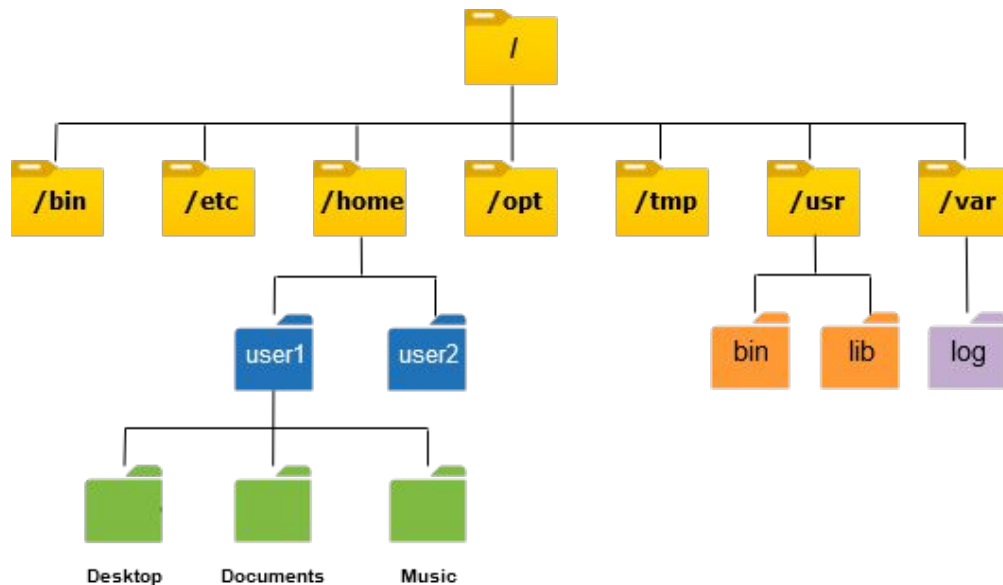 /
/bin /etc /home /opt /tmp /usr /var
user1 user2 bin lib log
Desktop Documents Music